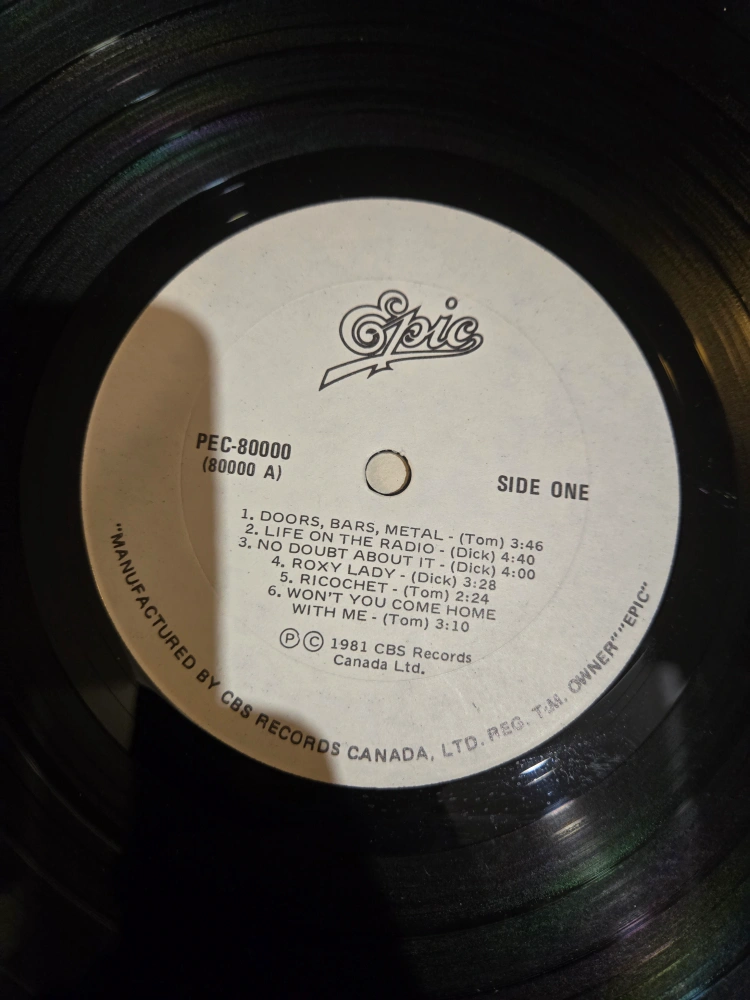 Epic
PEC-80000
(80000 A)
SIDE ONE
1. DOORS, BARS, METAL - (Tom) 3:46
2. LIFE ON THE RADIO - (Dick) 4:40
3. NO DOUBT ABOUT IT - (Dick) 4:00
4. ROXY LADY - (Dick) 3:28
5. RICOCHET - (Tom) 2:24
6. WON'T YOU COME HOME
WITH ME - (Tom) 3:10
Ⓟ© 1981 CBS Records
Canada Ltd.
"MANUFACTURED BY CBS RECORDS CANADA, LTD. REG. T.M. OWNER" "EPIC"